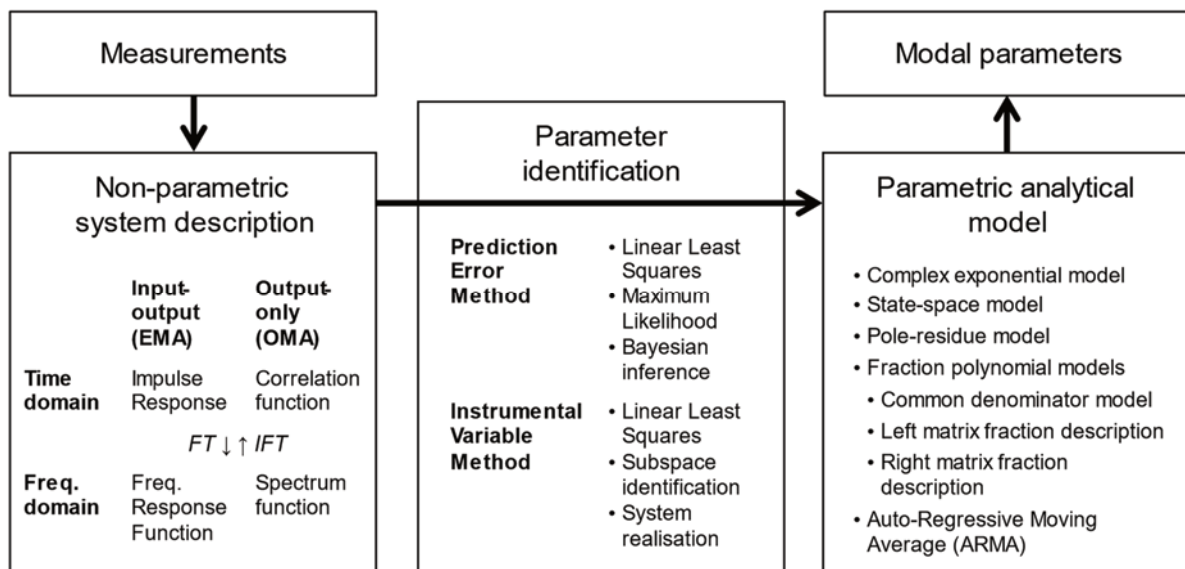 Measurements
Non-parametric
system description
Input-
output
(EMA)
Output-
only
(OMA)
Time
domain
Impulse
Response
Correlation
function
FT ↓ ↑ IFT
Freq.
domain
Freq.
Response
Function
Spectrum
function
Parameter
identification
Prediction
Error
Method
• Linear Least
Squares
• Maximum
Likelihood
• Bayesian
inference
Instrumental
Variable
Method
• Linear Least
Squares
• Subspace
identification
• System
realisation
Modal parameters
Parametric analytical
model
• Complex exponential model
• State-space model
• Pole-residue model
• Fraction polynomial models
• Common denominator model
• Left matrix fraction description
• Right matrix fraction
description
• Auto-Regressive Moving
Average (ARMA)